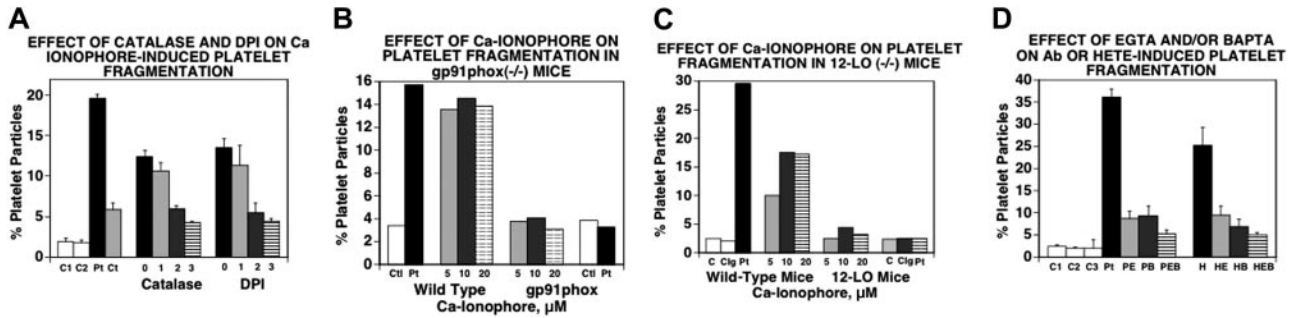 A
EFFECT OF CATALASE AND DPI ON Ca
IONOPHORE-INDUCED PLATELET
FRAGMENTATION
% Platelet Particles
20
15
10
5
0
C1 C2 Pt Ct 0 1 2 3 0 1 2 3
Catalase DPI
B
EFFECT OF Ca-IONOPHORE ON
PLATELET FRAGMENTATION IN
gp91phox(-/-) MICE
% Platelet Particles
16
14
12
10
8
6
4
2
0
Ctl Pt 5 10 20 5 10 20 Ctl Pt
Wild Type gp91phox
Ca-Ionophore, µM
C
EFFECT OF Ca-IONOPHORE ON PLATELET
FRAGMENTATION IN 12-LO (-/-) MICE
% Platelet Particles
30
25
20
15
10
5
0
C CIg Pt 5 10 20 5 10 20 C CIg Pt
Wild-Type Mice 12-LO Mice
Ca-Ionophore, µM
D
EFFECT OF EGTA AND/OR BAPTA
ON Ab OR HETE-INDUCED PLATELET
FRAGMENTATION
% Platelet Particles
40
35
30
25
20
15
10
5
0
C1 C2 C3 Pt PE PB PEB H HE HB HEB